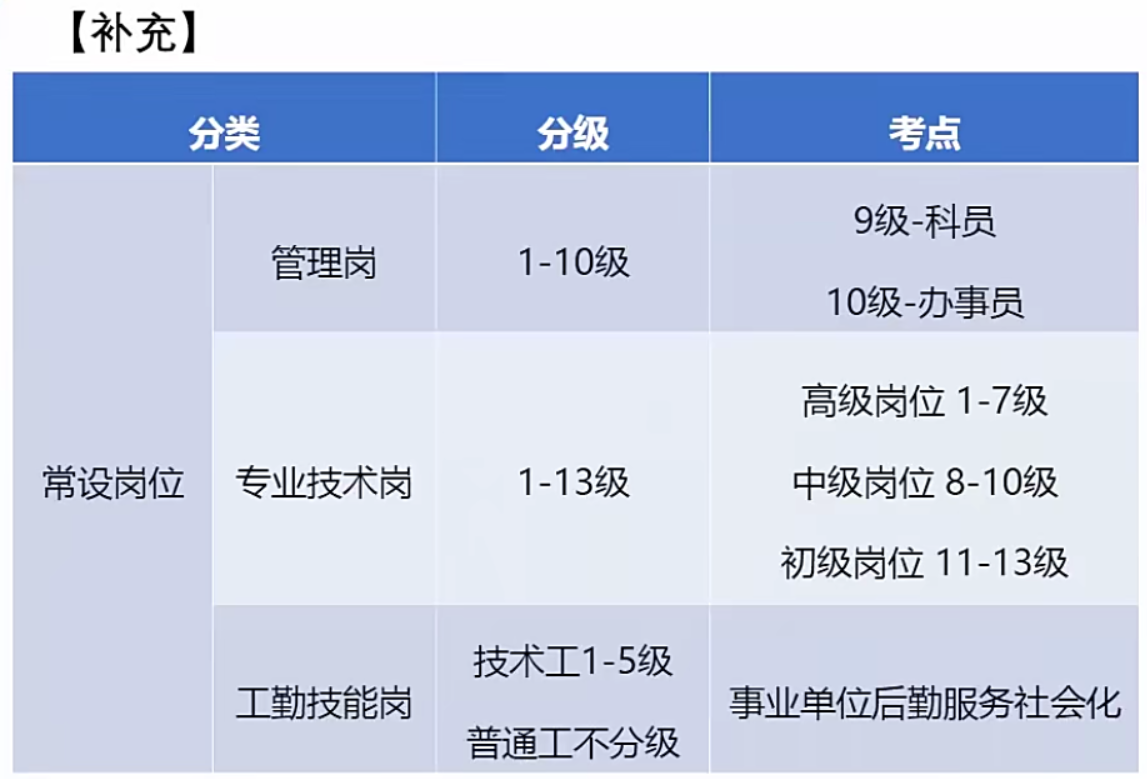 【补充】
分类 分级 考点
常设岗位
管理岗
1-10级
9级-科员
10级-办事员
专业技术岗
1-13级
高级岗位 1-7级
中级岗位 8-10级
初级岗位 11-13级
工勤技能岗
技术工1-5级
普通工不分级
事业单位后勤服务社会化